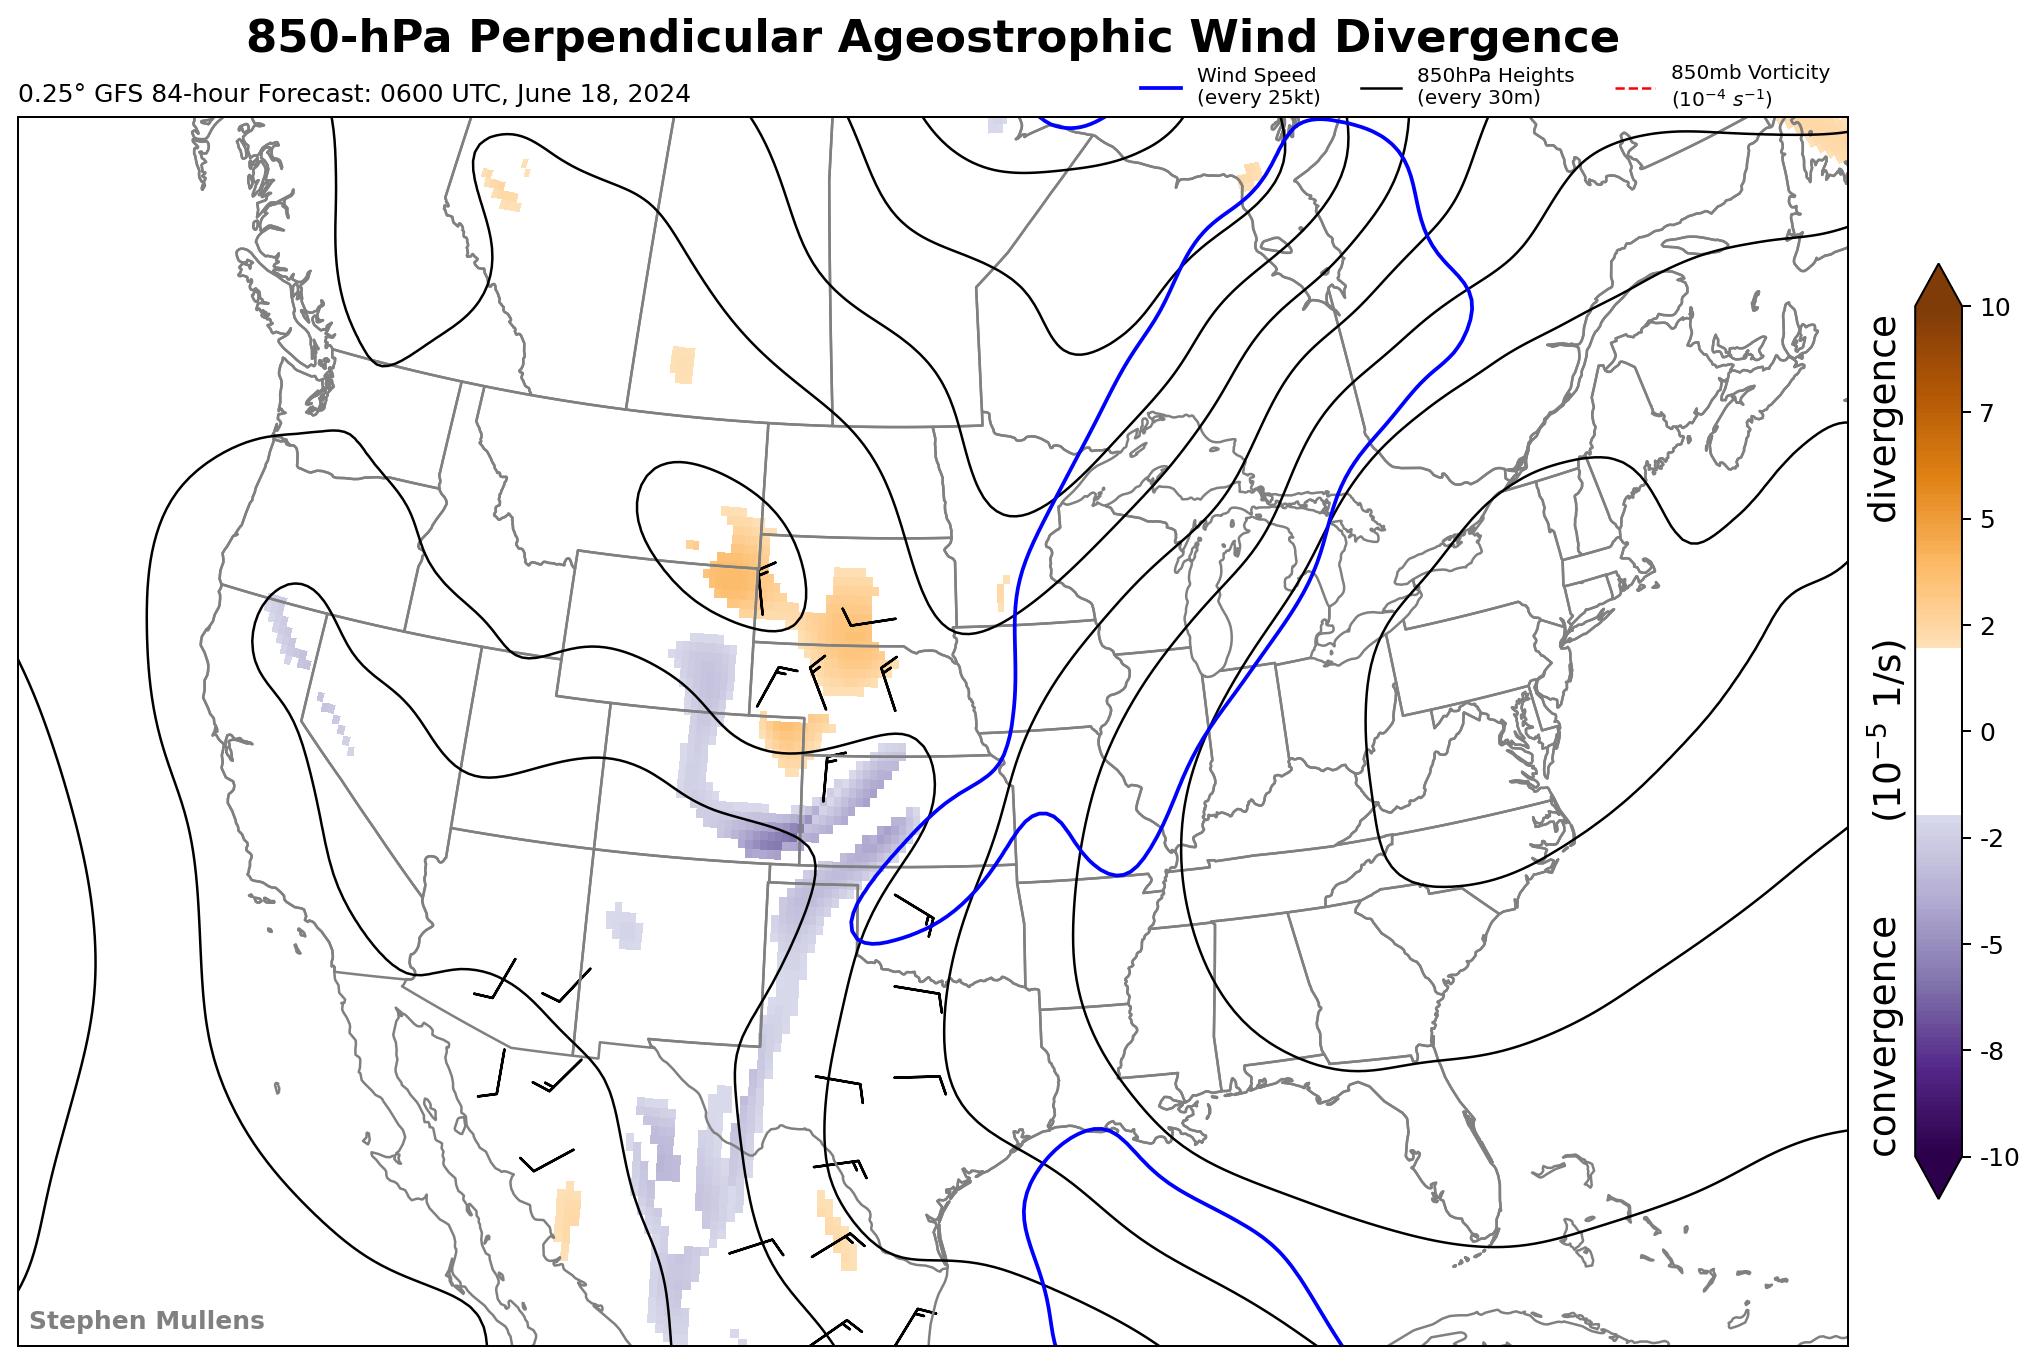 850-hPa Perpendicular Ageostrophic Wind Divergence
0.25° GFS 84-hour Forecast: 0600 UTC, June 18, 2024
Wind Speed
(every 25kt)
850hPa Heights
(every 30m)
850mb Vorticity
(10⁻⁴ s⁻¹)
10
7
5
2
0
-2
-5
-8
-10
convergence (10⁻⁵ 1/s) divergence
Stephen Mullens